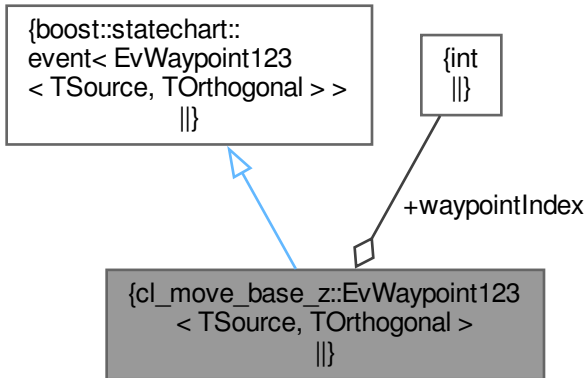 {boost::statechart::
event< EvWaypoint123
< TSource, TOrthogonal > >
||}
{int
||}
+waypointIndex
{cl_move_base_z::EvWaypoint123
< TSource, TOrthogonal >
||}